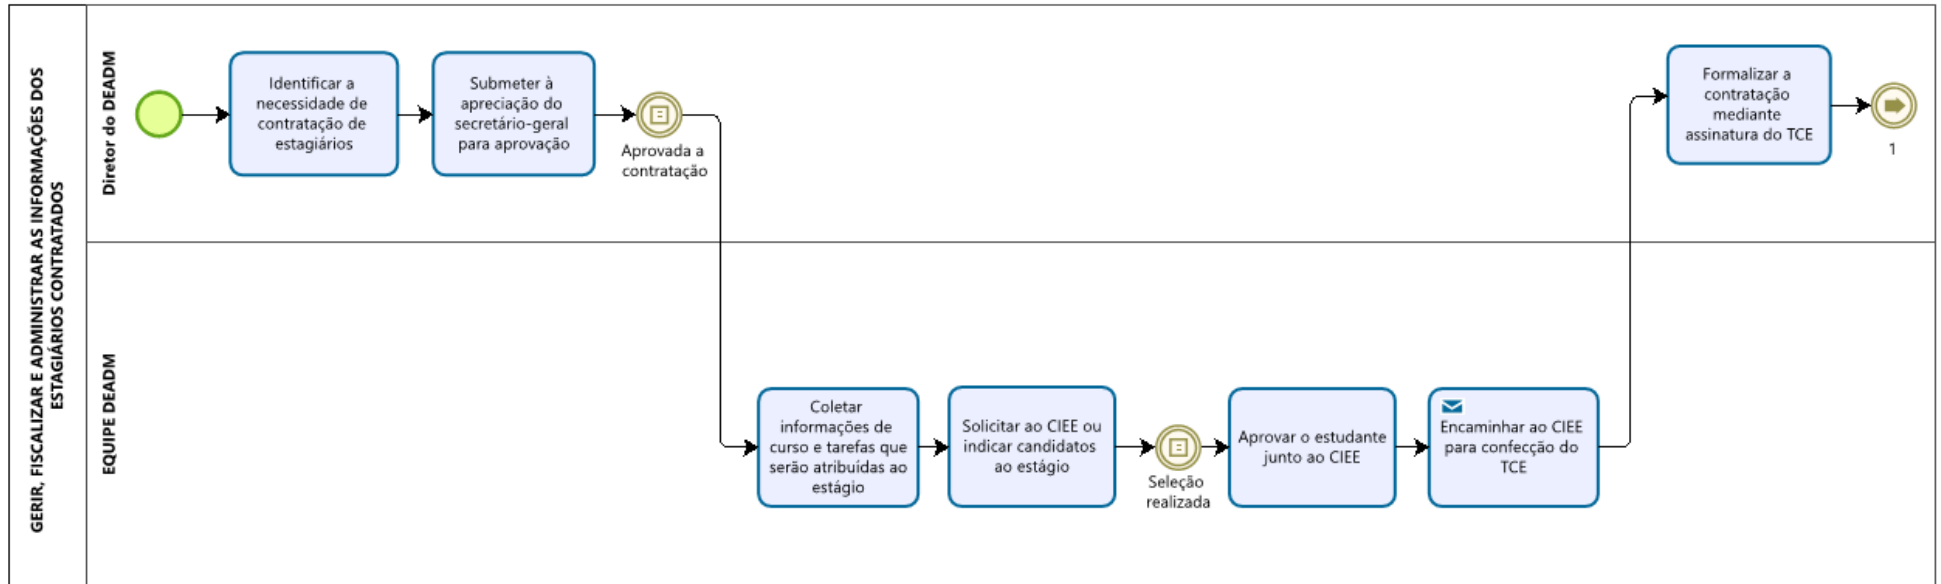 GERIR, FISCALIZAR E ADMINISTRAR AS INFORMAÇÕES DOS
ESTAGIÁRIOS CONTRATADOS
Diretor do DEADM
Identificar a
necessidade de
contratação de
estagiários
Submeter à
apreciação do
secretário-geral
para aprovação
Aprovada a
contratação
Formalizar a
contratação
mediante
assinatura do TCE
1
EQUIPE DEADM
Coletar
informações de
curso e tarefas que
serão atribuídas ao
estágio
Solicitar ao CIEE ou
indicar candidatos
ao estágio
Seleção
realizada
Aprovar o estudante
junto ao CIEE
Encaminhar ao CIEE
para confecção do
TCE